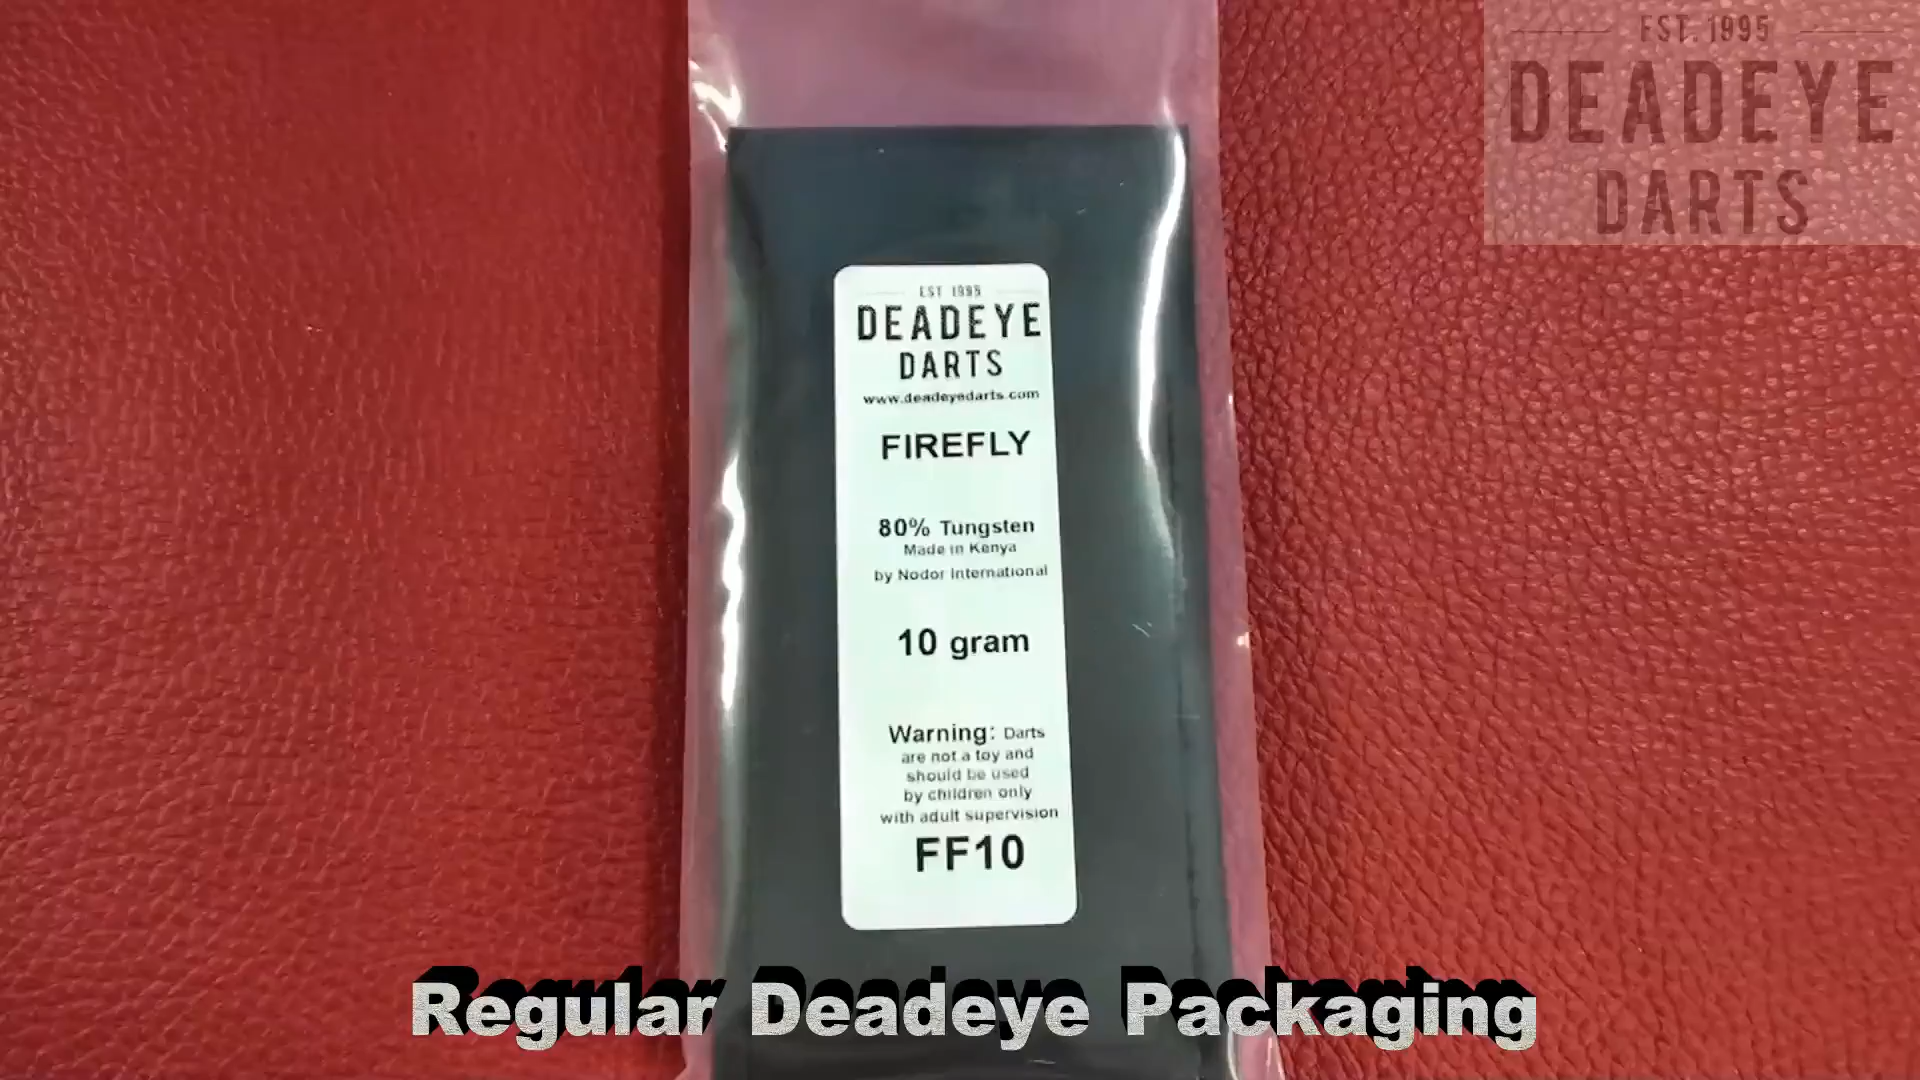 EST. 1995
DEADEYE
DARTS
EST 1995
DEADEYE
DARTS
www.deadeyedarts.com
FIREFLY
80% Tungsten
Made in Kenya
by Nodor International
10 gram
Warning: Darts
are not a toy and
should be used
by children only
with adult supervision
FF10
Regular Deadeye Packaging